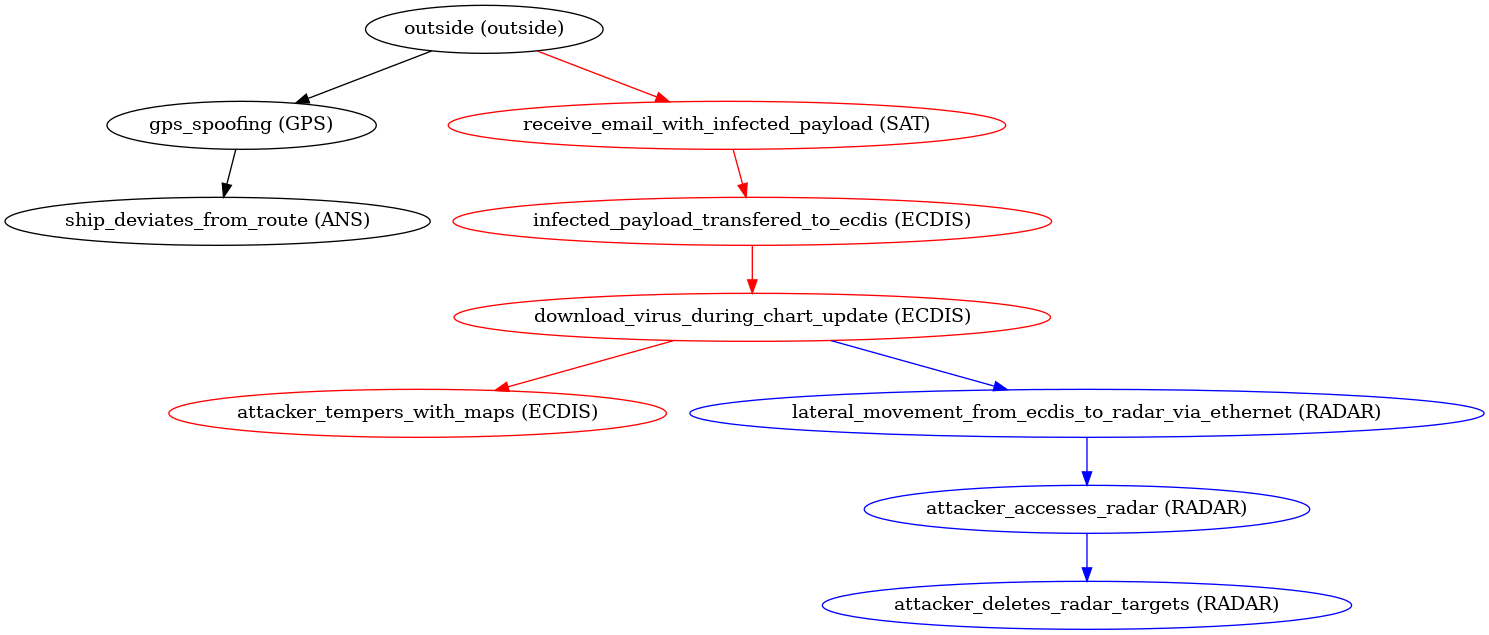 outside (outside)
gps_spoofing (GPS)
receive_email_with_infected_payload (SAT)
ship_deviates_from_route (ANS)
infected_payload_transfered_to_ecdis (ECDIS)
download_virus_during_chart_update (ECDIS)
attacker_tempers_with_maps (ECDIS)
lateral_movement_from_ecdis_to_radar_via_ethernet (RADAR)
attacker_accesses_radar (RADAR)
attacker_deletes_radar_targets (RADAR)